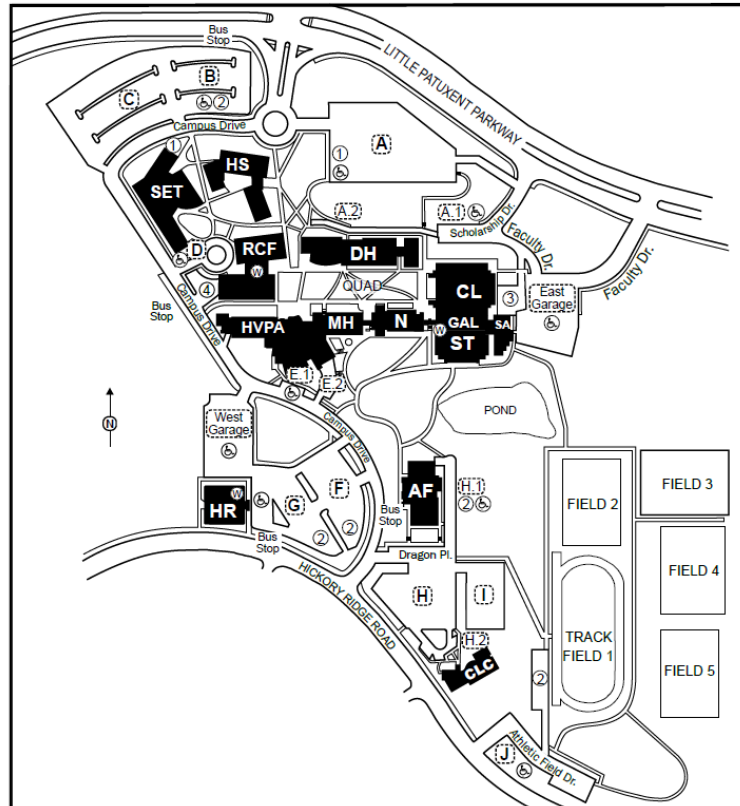 Bus
Stop
LITTLE PATUXENT PARKWAY
B
C
2
Campus Drive
1
A
1
HS
SET
A.2
A.1
Scholarship Dr.
Faculty Dr.
Faculty Dr.
D
RCF
W
DH
QUAD
CL
4
3
East
Garage
Bus
Stop
Campus Drive
HVPA
MH
N
GAL
SA
W
ST
E.1
E.2
N
POND
West
Garage
Campus Drive
HR
W
G
F
2
2
Bus
Stop
AF
Bus
Stop
H.1
2
FIELD 2
FIELD 3
Dragon Pl.
HICKORY RIDGE ROAD
H
I
FIELD 4
H.2
CLC
TRACK
FIELD 1
2
FIELD 5
J
Athletic Field Dr.